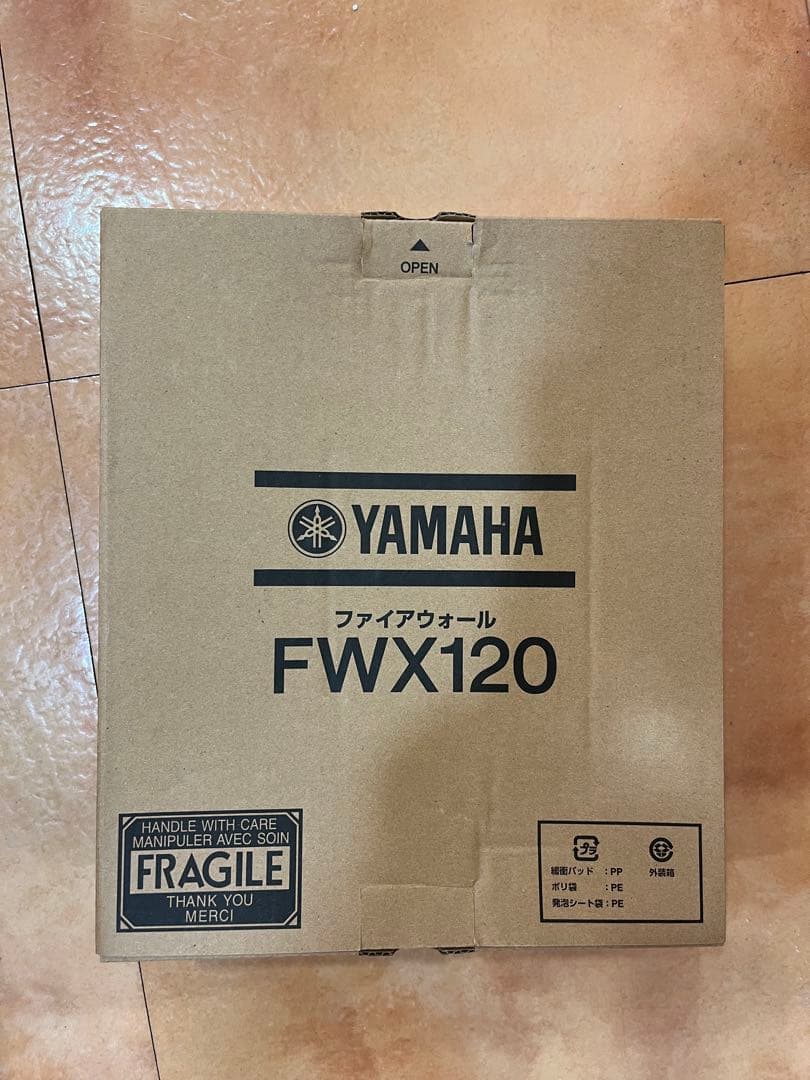 ▲
OPEN
YAMAHA
ファイアウォール
FWX120
HANDLE WITH CARE
MANIPULER AVEC SOIN
FRAGILE
THANK YOU
MERCI
プラ
緩衝パッド　：PP
ポリ袋　　　：PE
発泡シート袋：PE
外装箱